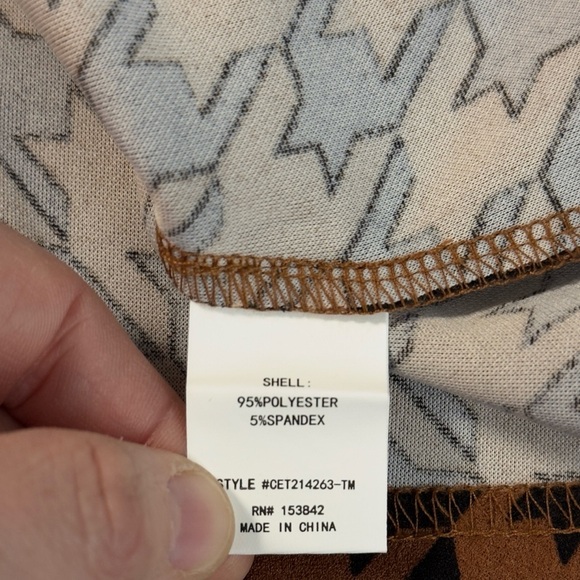 SHELL:
95%POLYESTER
5%SPANDEX
STYLE #CET214263-TM
RN# 153842
MADE IN CHINA